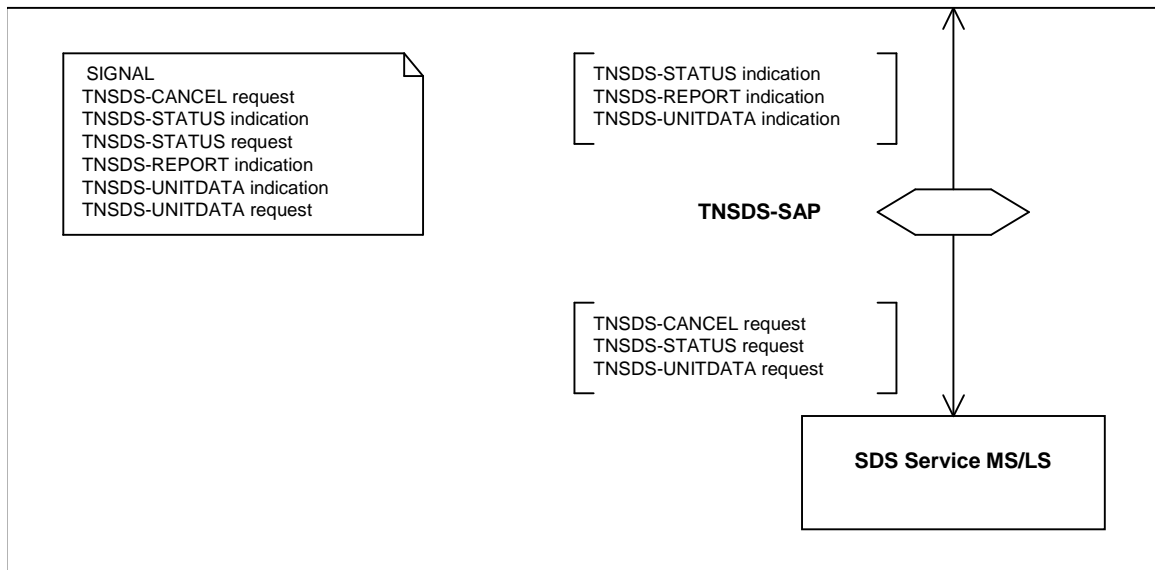 SIGNAL
TNSDS-CANCEL request
TNSDS-STATUS indication
TNSDS-STATUS request
TNSDS-REPORT indication
TNSDS-UNITDATA indication
TNSDS-UNITDATA request
TNSDS-STATUS indication
TNSDS-REPORT indication
TNSDS-UNITDATA indication
TNSDS-SAP
TNSDS-CANCEL request
TNSDS-STATUS request
TNSDS-UNITDATA request
SDS Service MS/LS